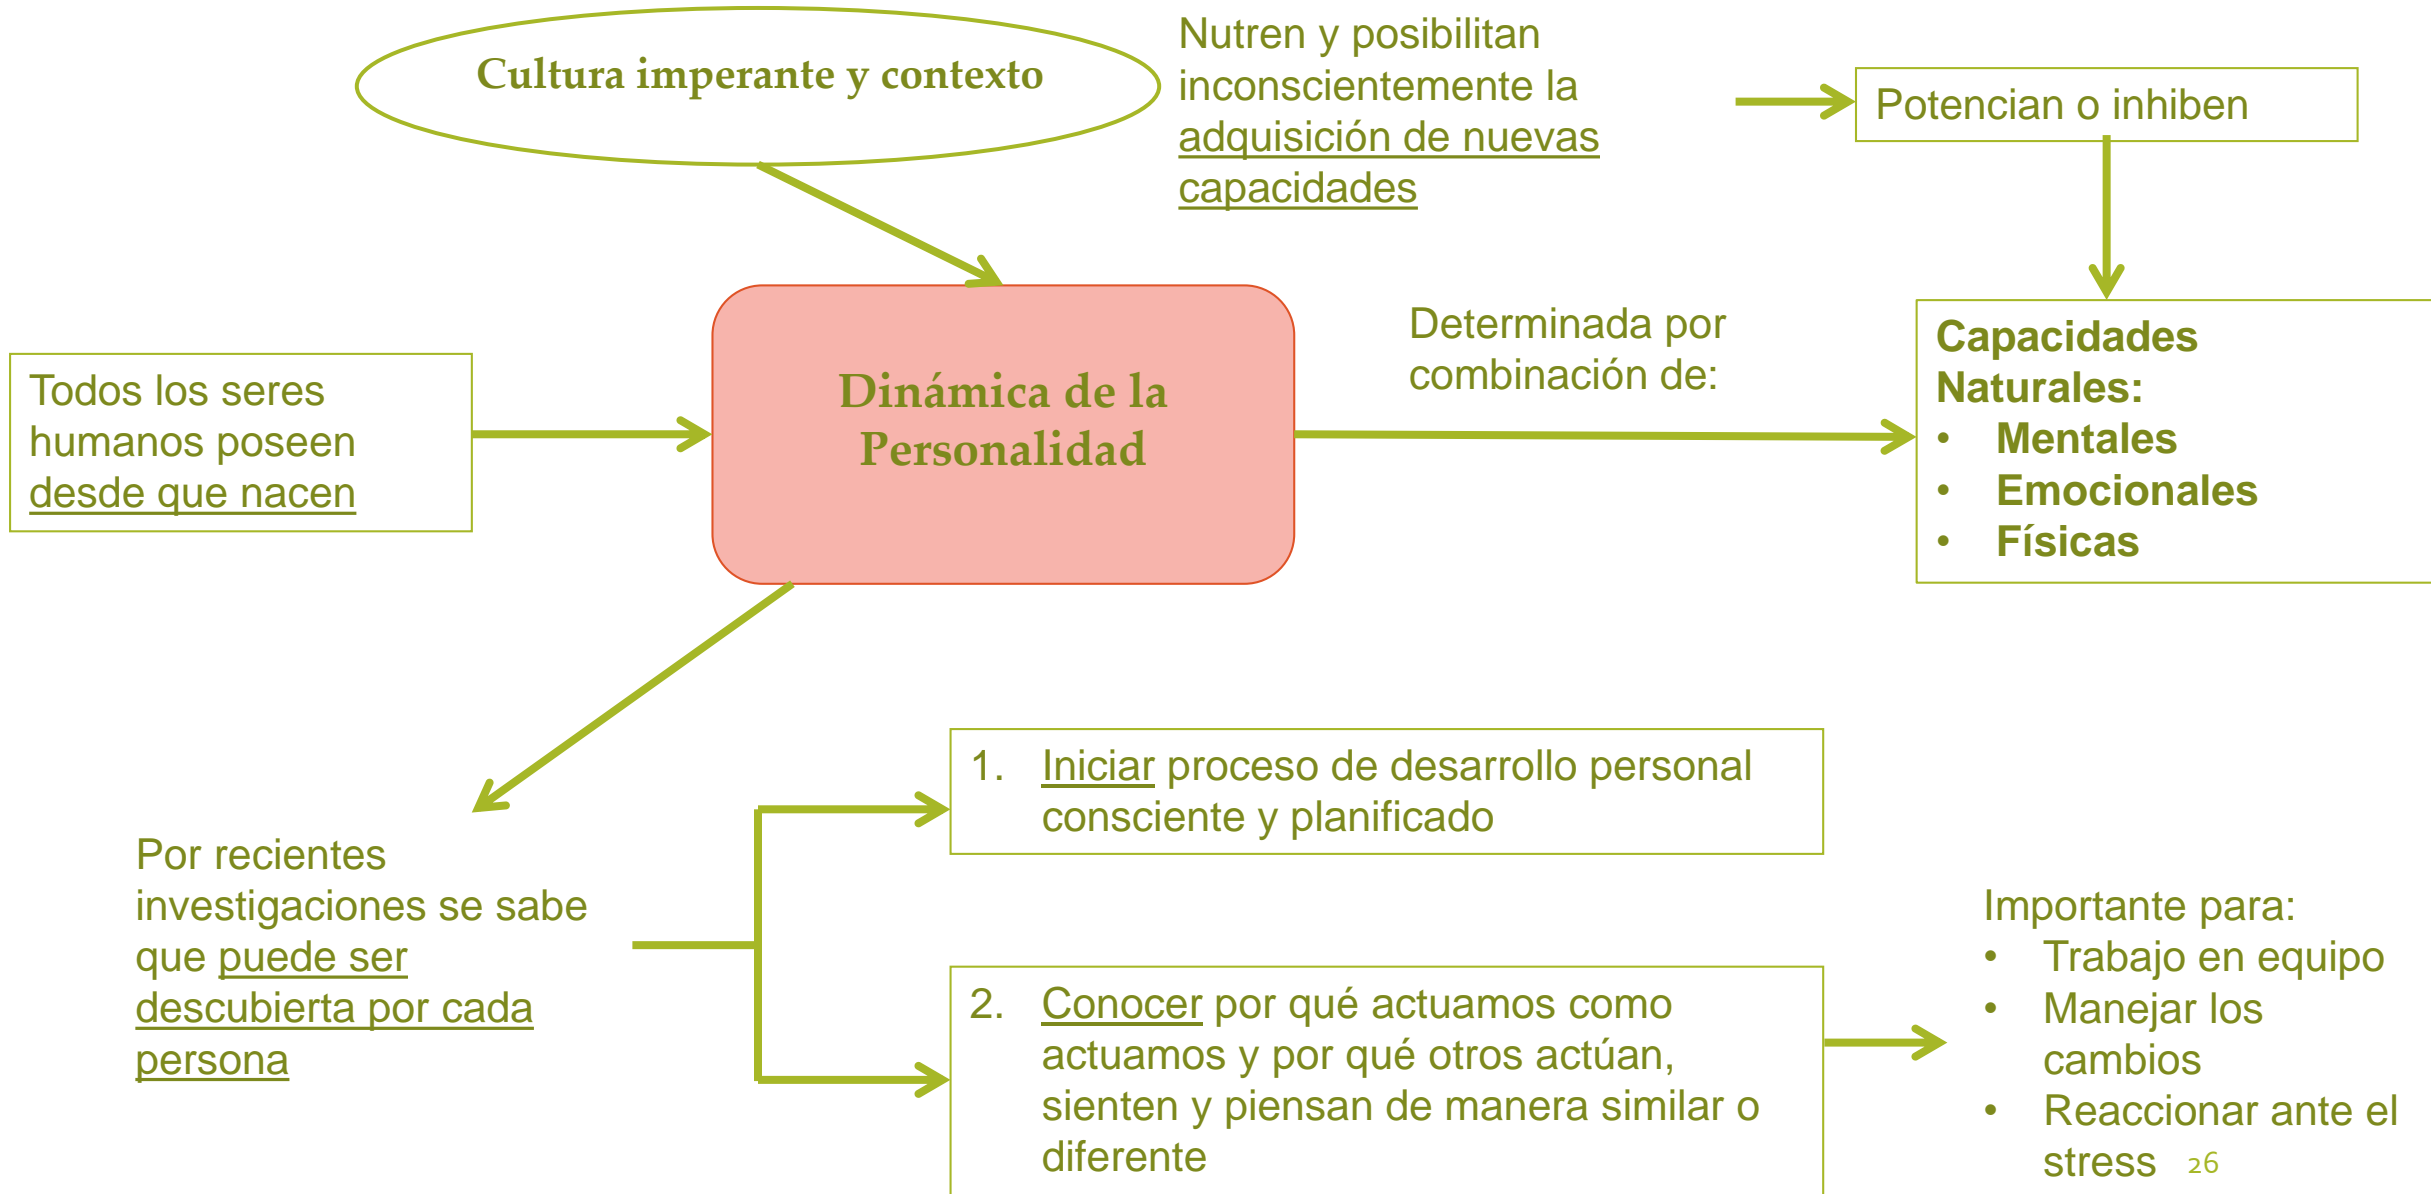 Cultura imperante y contexto
Nutren y posibilitan
inconscientemente la
adquisición de nuevas
capacidades
Potencian o inhiben
Todos los seres
humanos poseen
desde que nacen
Dinámica de la
Personalidad
Determinada por
combinación de:
Capacidades
Naturales:
• Mentales
• Emocionales
• Físicas
Por recientes
investigaciones se sabe
que puede ser
descubierta por cada
persona
1. Iniciar proceso de desarrollo personal
consciente y planificado
2. Conocer por qué actuamos como
actuamos y por qué otros actúan,
sienten y piensan de manera similar o
diferente
Importante para:
• Trabajo en equipo
• Manejar los
cambios
• Reaccionar ante el
stress
26